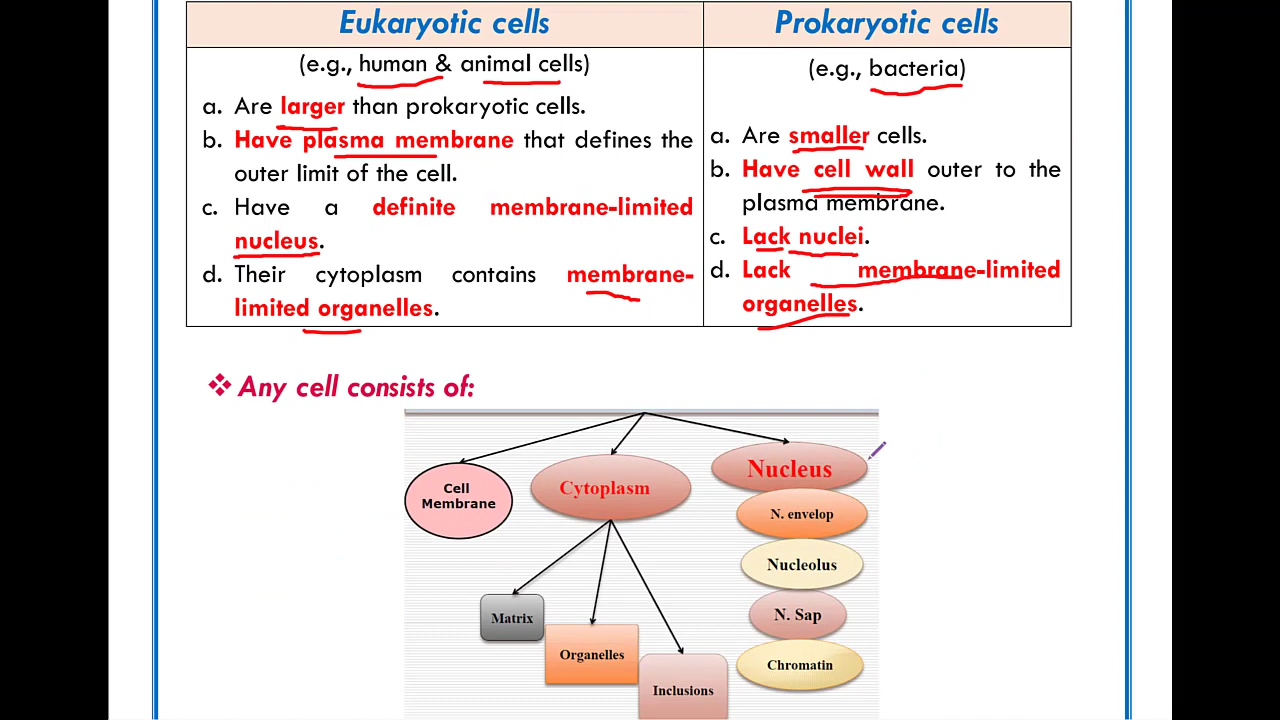 Eukaryotic cells
Prokaryotic cells
(e.g., human & animal cells)
a. Are larger than prokaryotic cells.
b. Have plasma membrane that defines the
outer limit of the cell.
c. Have a definite membrane-limited
nucleus.
d. Their cytoplasm contains membrane-
limited organelles.
(e.g., bacteria)
a. Are smaller cells.
b. Have cell wall outer to the
plasma membrane.
c. Lack nuclei.
d. Lack membrane-limited
organelles.
❖ Any cell consists of:
Cell
Membrane
Cytoplasm
Matrix
Organelles
Inclusions
Nucleus
N. envelop
Nucleolus
N. Sap
Chromatin